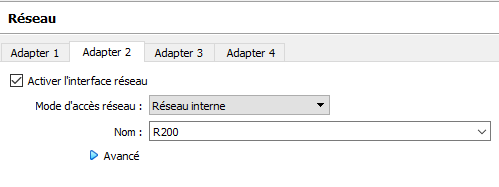 Réseau
Adapter 1 Adapter 2 Adapter 3 Adapter 4
Activer l'interface réseau
Mode d'accès réseau : Réseau interne
Nom : R200
Avancé